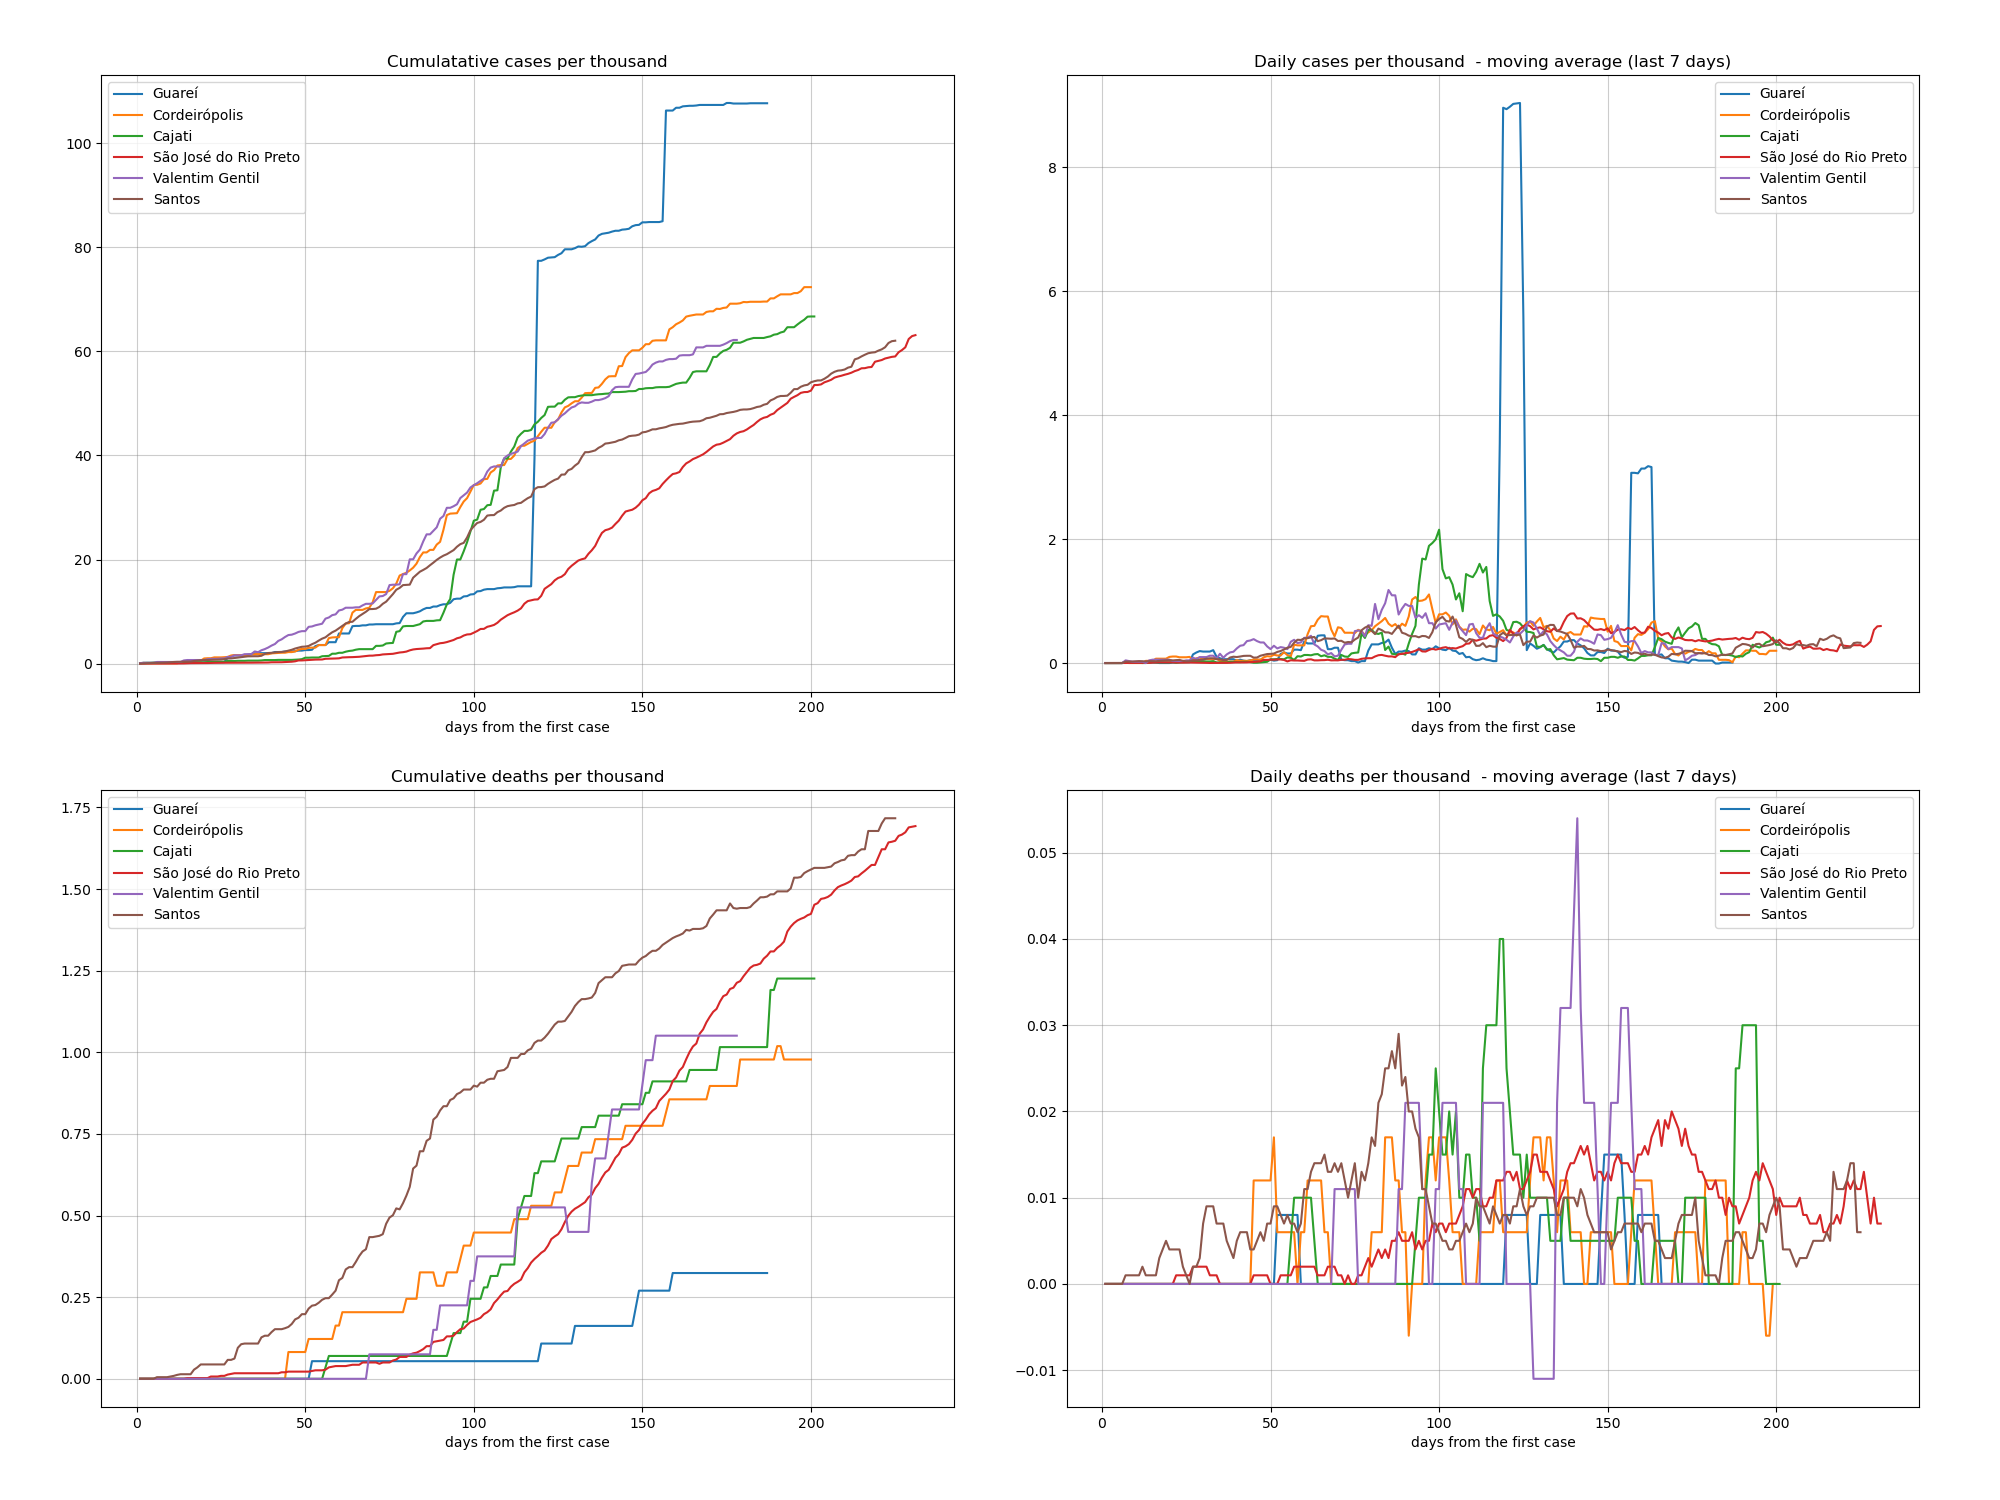 Cumulatative cases per thousand
Guareí
Cordeirópolis
Cajati
São José do Rio Preto
Valentim Gentil
Santos
100
80
60
40
20
0
0 50 100 150 200
days from the first case
Daily cases per thousand - moving average (last 7 days)
Guareí
Cordeirópolis
Cajati
São José do Rio Preto
Valentim Gentil
Santos
8
6
4
2
0
0 50 100 150 200
days from the first case
Cumulative deaths per thousand
Guareí
Cordeirópolis
Cajati
São José do Rio Preto
Valentim Gentil
Santos
1.75
1.50
1.25
1.00
0.75
0.50
0.25
0.00
0 50 100 150 200
days from the first case
Daily deaths per thousand - moving average (last 7 days)
Guareí
Cordeirópolis
Cajati
São José do Rio Preto
Valentim Gentil
Santos
0.05
0.04
0.03
0.02
0.01
0.00
−0.01
0 50 100 150 200
days from the first case